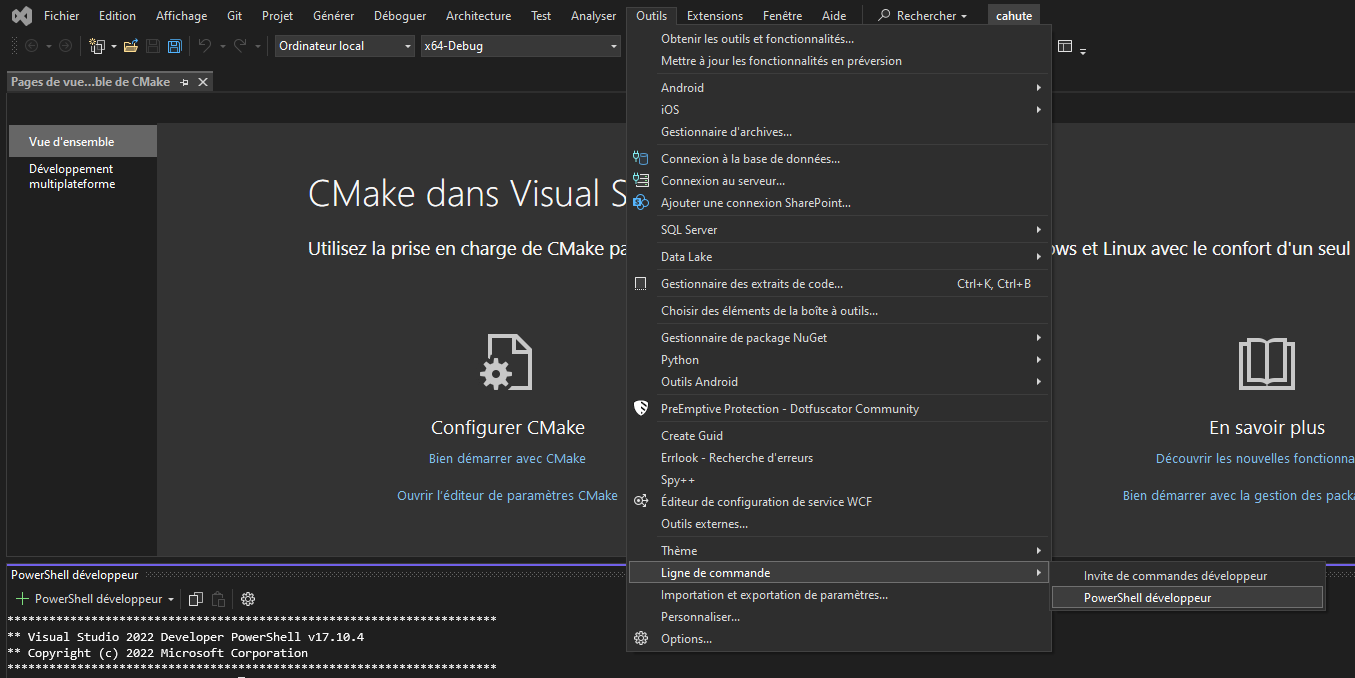 Fichier Edition Affichage Git Projet Générer Déboguer Architecture Test Analyser Outils Extensions Fenêtre Aide Rechercher cahute
Ordinateur local x64-Debug
Pages de vue...ble de CMake
Vue d'ensemble
Développement
multiplateforme
CMake dans Visual S
Utilisez la prise en charge de CMake pa
ows et Linux avec le confort d'un seul
Configurer CMake
Bien démarrer avec CMake
Ouvrir l'éditeur de paramètres CMake
En savoir plus
Découvrir les nouvelles fonctionna
Bien démarrer avec la gestion des packa
Obtenir les outils et fonctionnalités...
Mettre à jour les fonctionnalités en préversion
Android
iOS
Gestionnaire d'archives...
Connexion à la base de données...
Connexion au serveur...
Ajouter une connexion SharePoint...
SQL Server
Data Lake
Gestionnaire des extraits de code... Ctrl+K, Ctrl+B
Choisir des éléments de la boîte à outils...
Gestionnaire de package NuGet
Python
Outils Android
PreEmptive Protection - Dotfuscator Community
Create Guid
Errlook - Recherche d'erreurs
Spy++
Éditeur de configuration de service WCF
Outils externes...
Thème
Ligne de commande
Importation et exportation de paramètres...
Personnaliser...
Options...
Invite de commandes développeur
PowerShell développeur
PowerShell développeur
PowerShell développeur
**********************************************************************
** Visual Studio 2022 Developer PowerShell v17.10.4
** Copyright (c) 2022 Microsoft Corporation
**********************************************************************